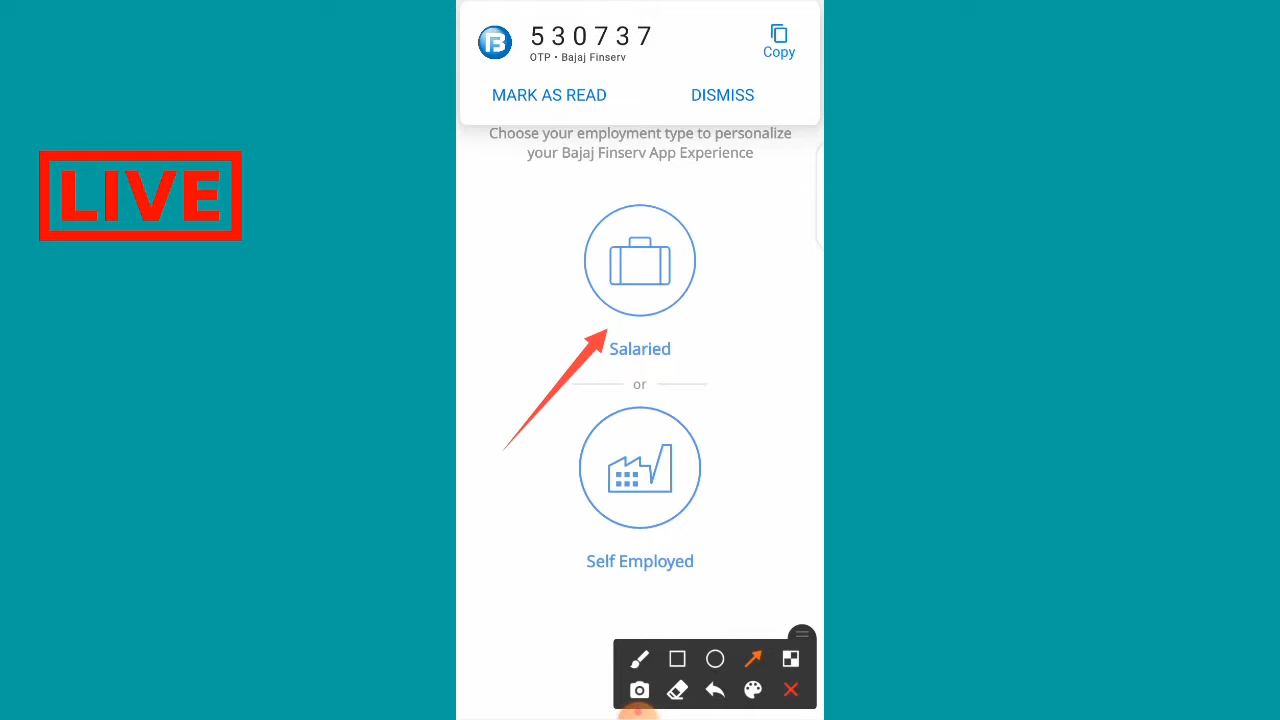 5 3 0 7 3 7
OTP • Bajaj Finserv
Copy
MARK AS READ
DISMISS
Choose your employment type to personalize
your Bajaj Finserv App Experience
LIVE
Salaried
or
Self Employed